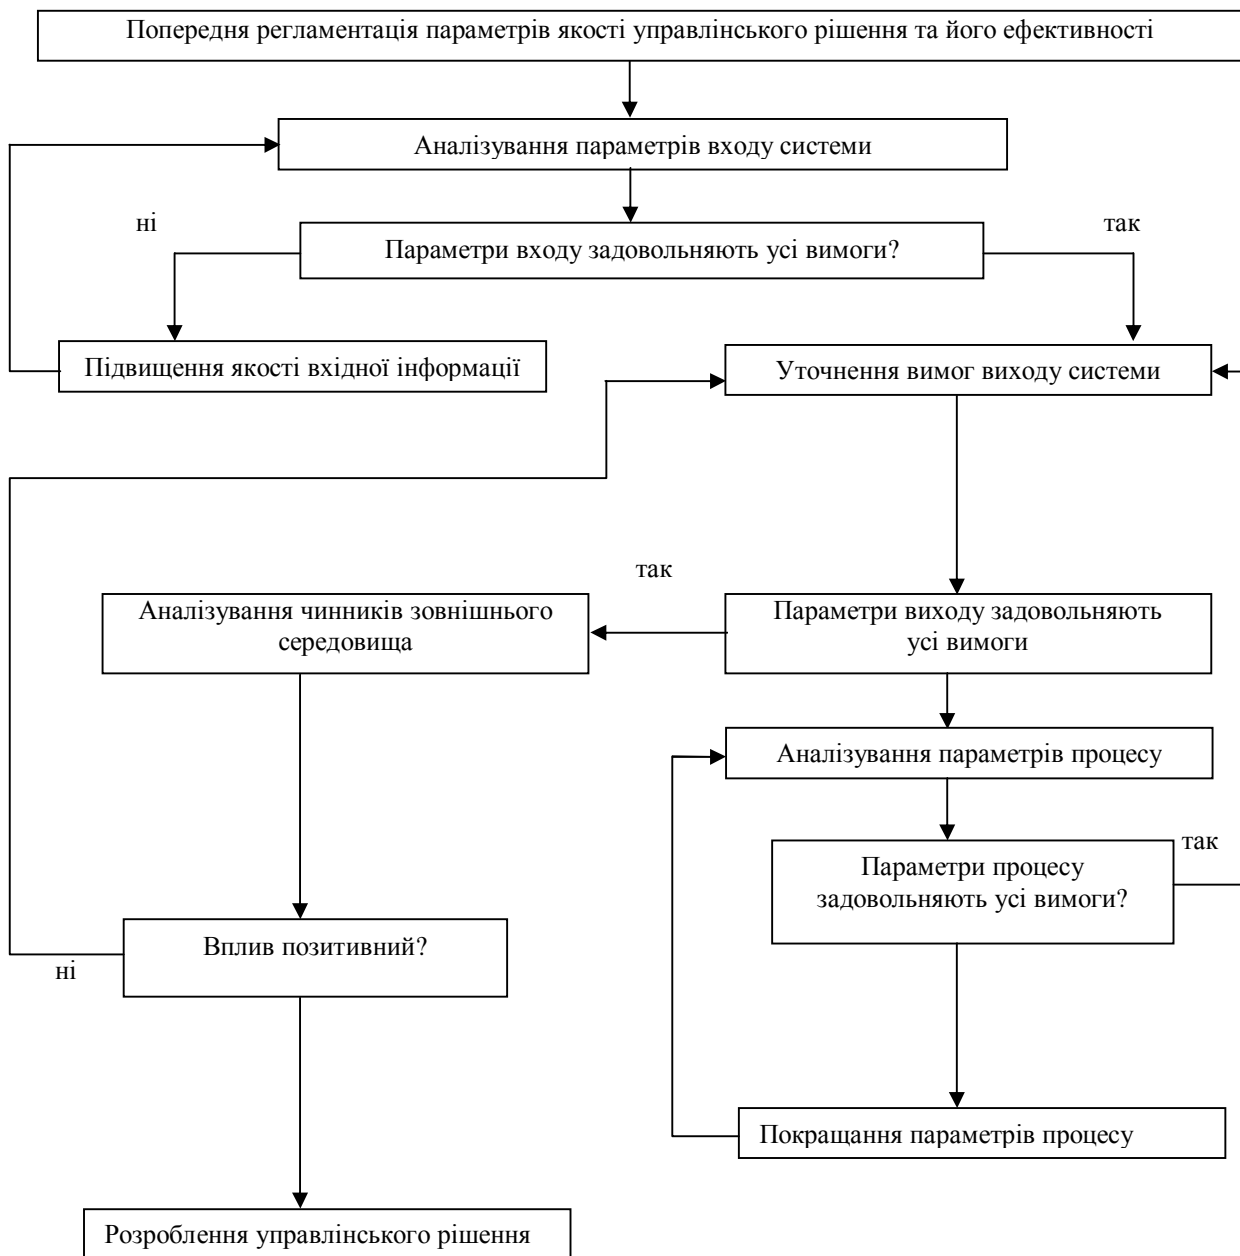 Попередня регламентація параметрів якості управлінського рішення та його ефективності
Аналізування параметрів входу системи
ні
так
Параметри входу задовольняють усі вимоги?
Підвищення якості вхідної інформації
Уточнення вимог виходу системи
так
Аналізування чинників зовнішнього
середовища
Параметри виходу задовольняють
усі вимоги
Аналізування параметрів процесу
так
Параметри процесу
задовольняють усі вимоги?
Вплив позитивний?
ні
Покращання параметрів процесу
Розроблення управлінського рішення